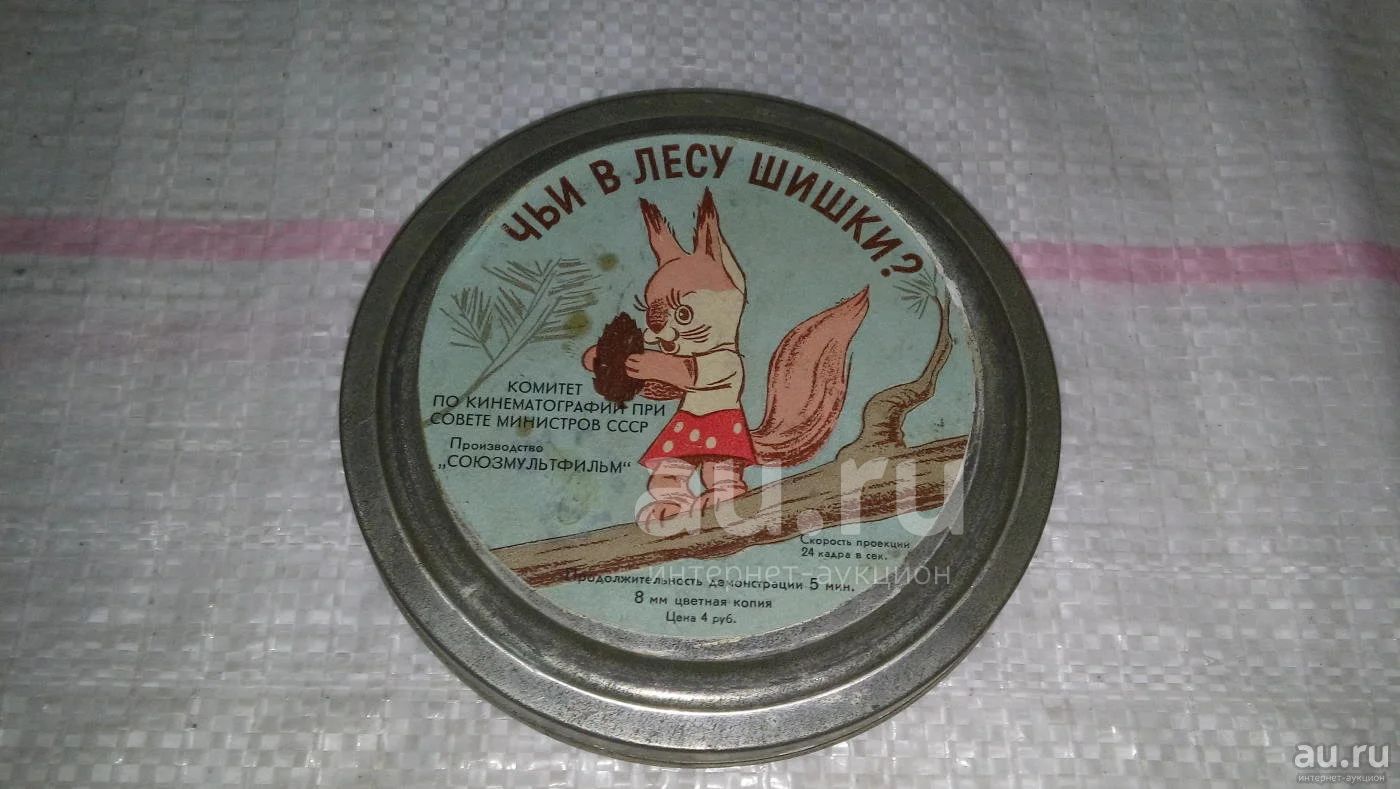 ЧЬИ В ЛЕСУ ШИШКИ?
КОМИТЕТ
ПО КИНЕМАТОГРАФИИ ПРИ
СОВЕТЕ МИНИСТРОВ СССР
Производство
„СОЮЗМУЛЬТФИЛЬМ“
Скорость проекции
24 кадра в сек.
Продолжительность демонстрации 5 мин.
8 мм цветная копия
Цена 4 руб.
au.ru
интернет-аукцион
au.ru
интернет-аукцион